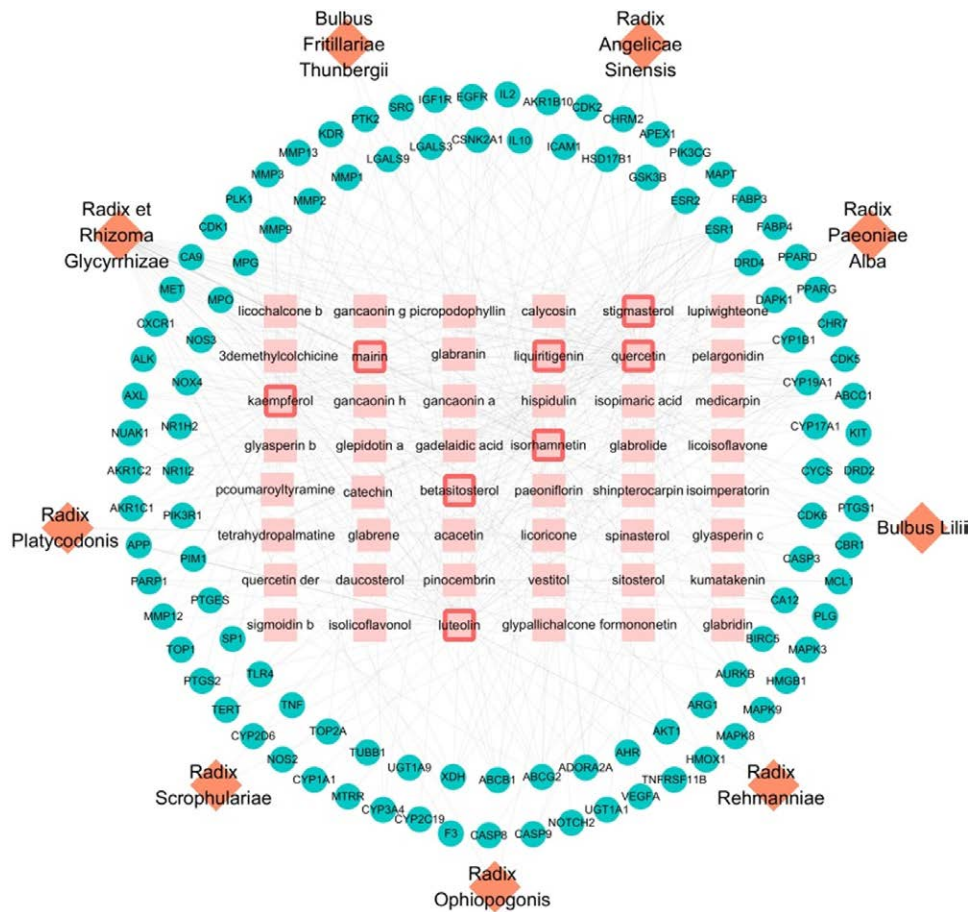 Bulbus
Fritillariae
Thunbergii
Radix
Angelicae
Sinensis
Radix et
Rhizoma
Glycyrrhizae
Radix
Paeoniae
Alba
Radix
Platycodonis
Bulbus Lilii
Radix
Scrophulariae
Radix
Rehmanniae
Radix
Ophiopogonis
IL2
AKR1B10
CDK2
CHRM2
APEX1
PIK3CG
MAPT
FABP3
FABP4
PPARD
PPARG
CHR7
CDK5
ABCC1
KIT
DRD2
PTGS1
CBR1
MCL1
PLG
MAPK3
HMGB1
MAPK9
MAPK8
HMOX1
TNFRSF11B
VEGFA
UGT1A1
NOTCH2
CASP9
CASP8
F3
CYP2C19
CYP3A4
MTRR
CYP1A1
NOS2
CYP2D6
TERT
PTGS2
TOP1
MMP12
PARP1
APP
AKR1C1
AKR1C2
NUAK1
AXL
ALK
CXCR1
MET
CA9
CDK1
PLK1
MMP3
MMP13
KDR
PTK2
SRC
IGF1R
EGFR
IL10
ICAM1
HSD17B1
GSK3B
ESR2
ESR1
DRD4
DAPK1
CYP1B1
CYP19A1
CYP17A1
CYCS
CDK6
CASP3
CA12
BIRC5
AURKB
ARG1
AKT1
AHR
ADORA2A
ABCG2
ABCB1
XDH
UGT1A9
TUBB1
TOP2A
TNF
TLR4
SP1
PTGES
PIM1
PIK3R1
NR1I2
NR1H2
NOX4
NOS3
MPO
MPG
MMP9
MMP2
MMP1
LGALS9
LGALS3
CSNK2A1
licochalcone b gancaonin g picropodophyllin calycosin stigmasterol lupiwighteone
3demethylcolchicine mairin glabranin liquiritigenin quercetin pelargonidin
kaempferol gancaonin h gancaonin a hispidulin isopimaric acid medicarpin
glyasperin b glepidotin a gadelaidic acid isorhamnetin glabrolide licoisoflavone
pcoumaroyltyramine catechin betasitosterol paeoniflorin shinpterocarpin isoimperatorin
tetrahydropalmatine glabrene acacetin licoricone spinasterol glyasperin c
quercetin der daucosterol pinocembrin vestitol sitosterol kumatakenin
sigmoidin b isolicoflavonol luteolin glypallichalcone formononetin glabridin